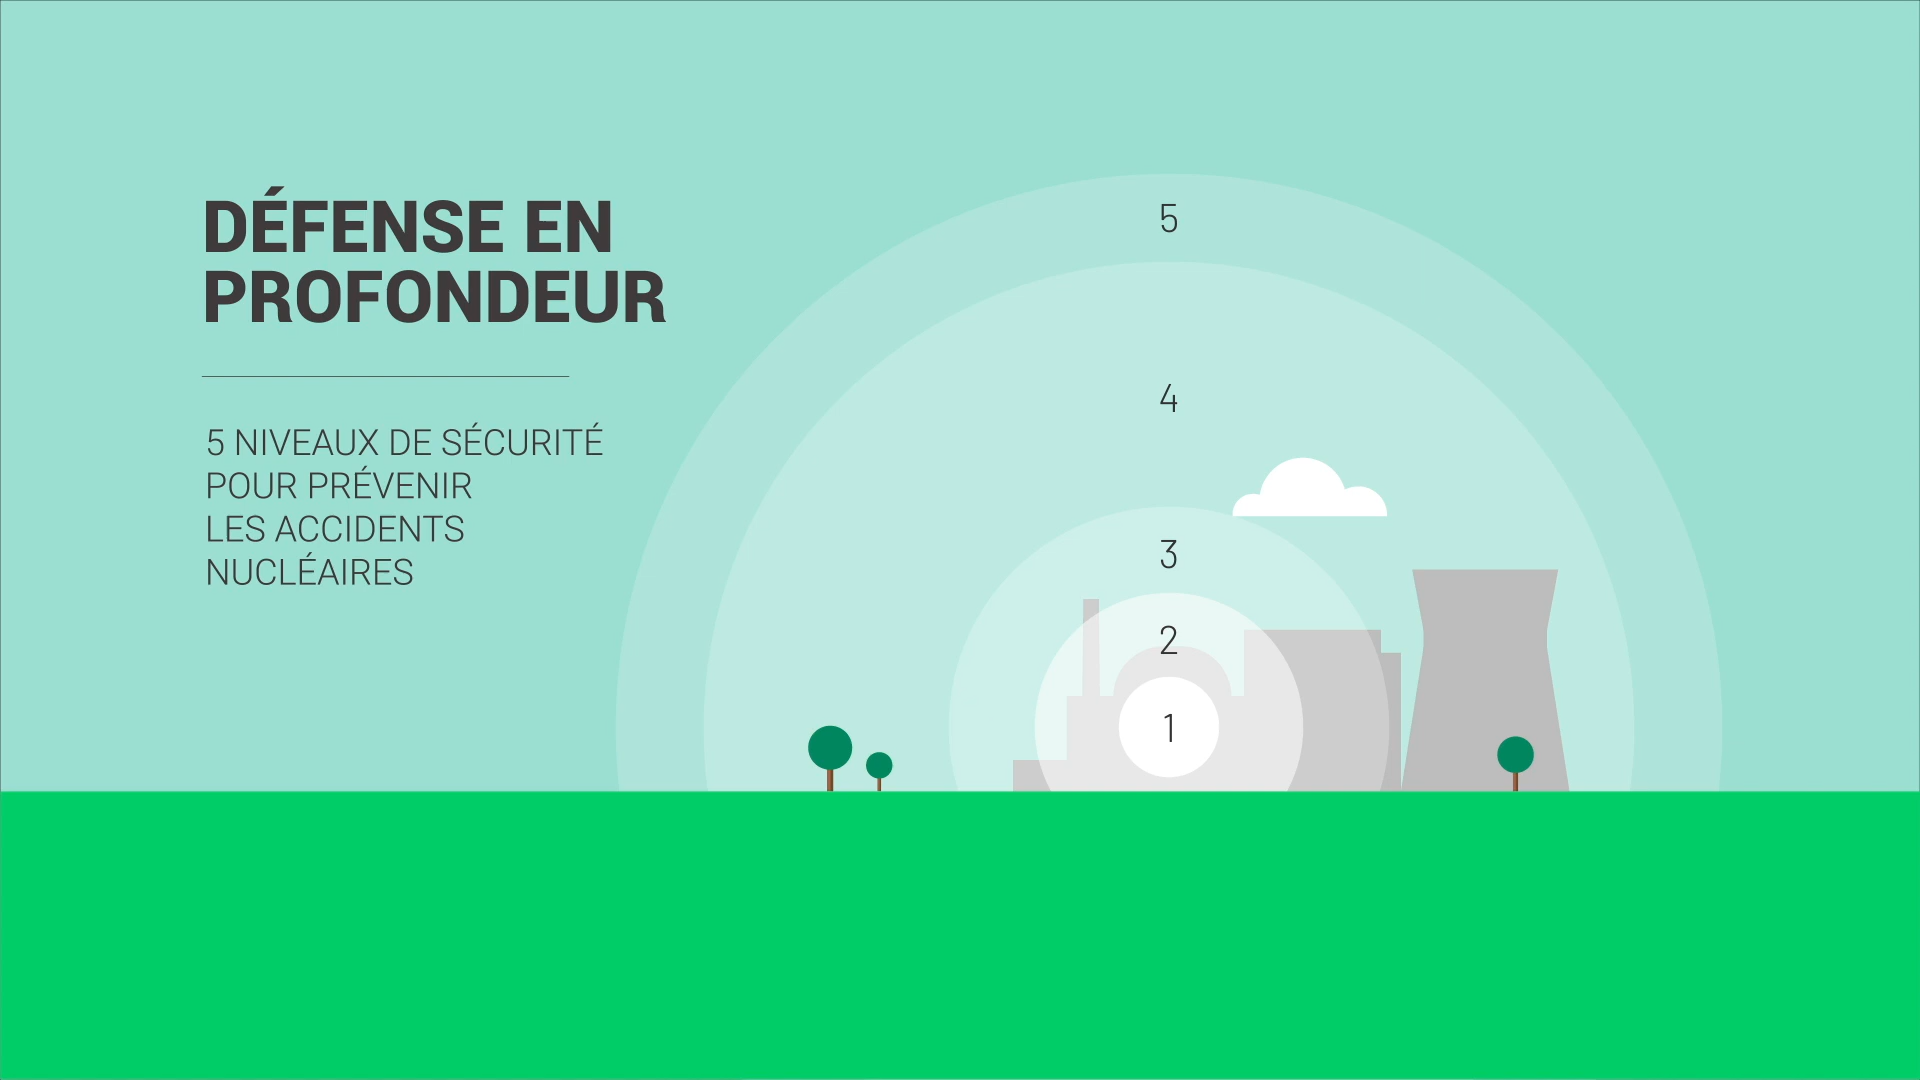 DÉFENSE EN
PROFONDEUR
5 NIVEAUX DE SÉCURITÉ
POUR PRÉVENIR
LES ACCIDENTS
NUCLÉAIRES
5
4
3
2
1